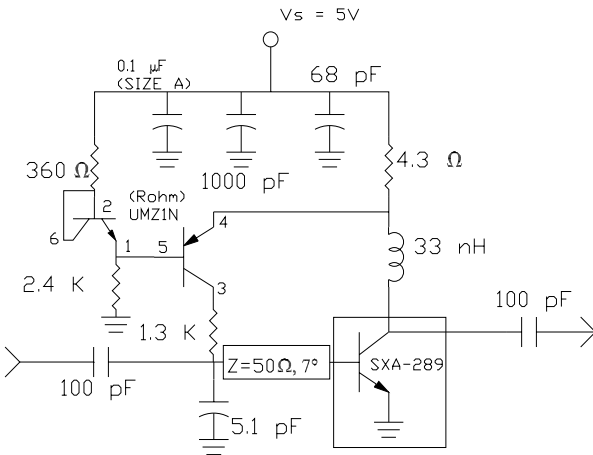 Vs = 5V
0.1 µF
(SIZE A)
68 pF
360 Ω
1000 pF
4.3 Ω
(Rohm)
UMZ1N
2
4
6
1
5
33 nH
2.4 K
3
100 pF
1.3 K
Z=50Ω, 7°
SXA-289
100 pF
5.1 pF